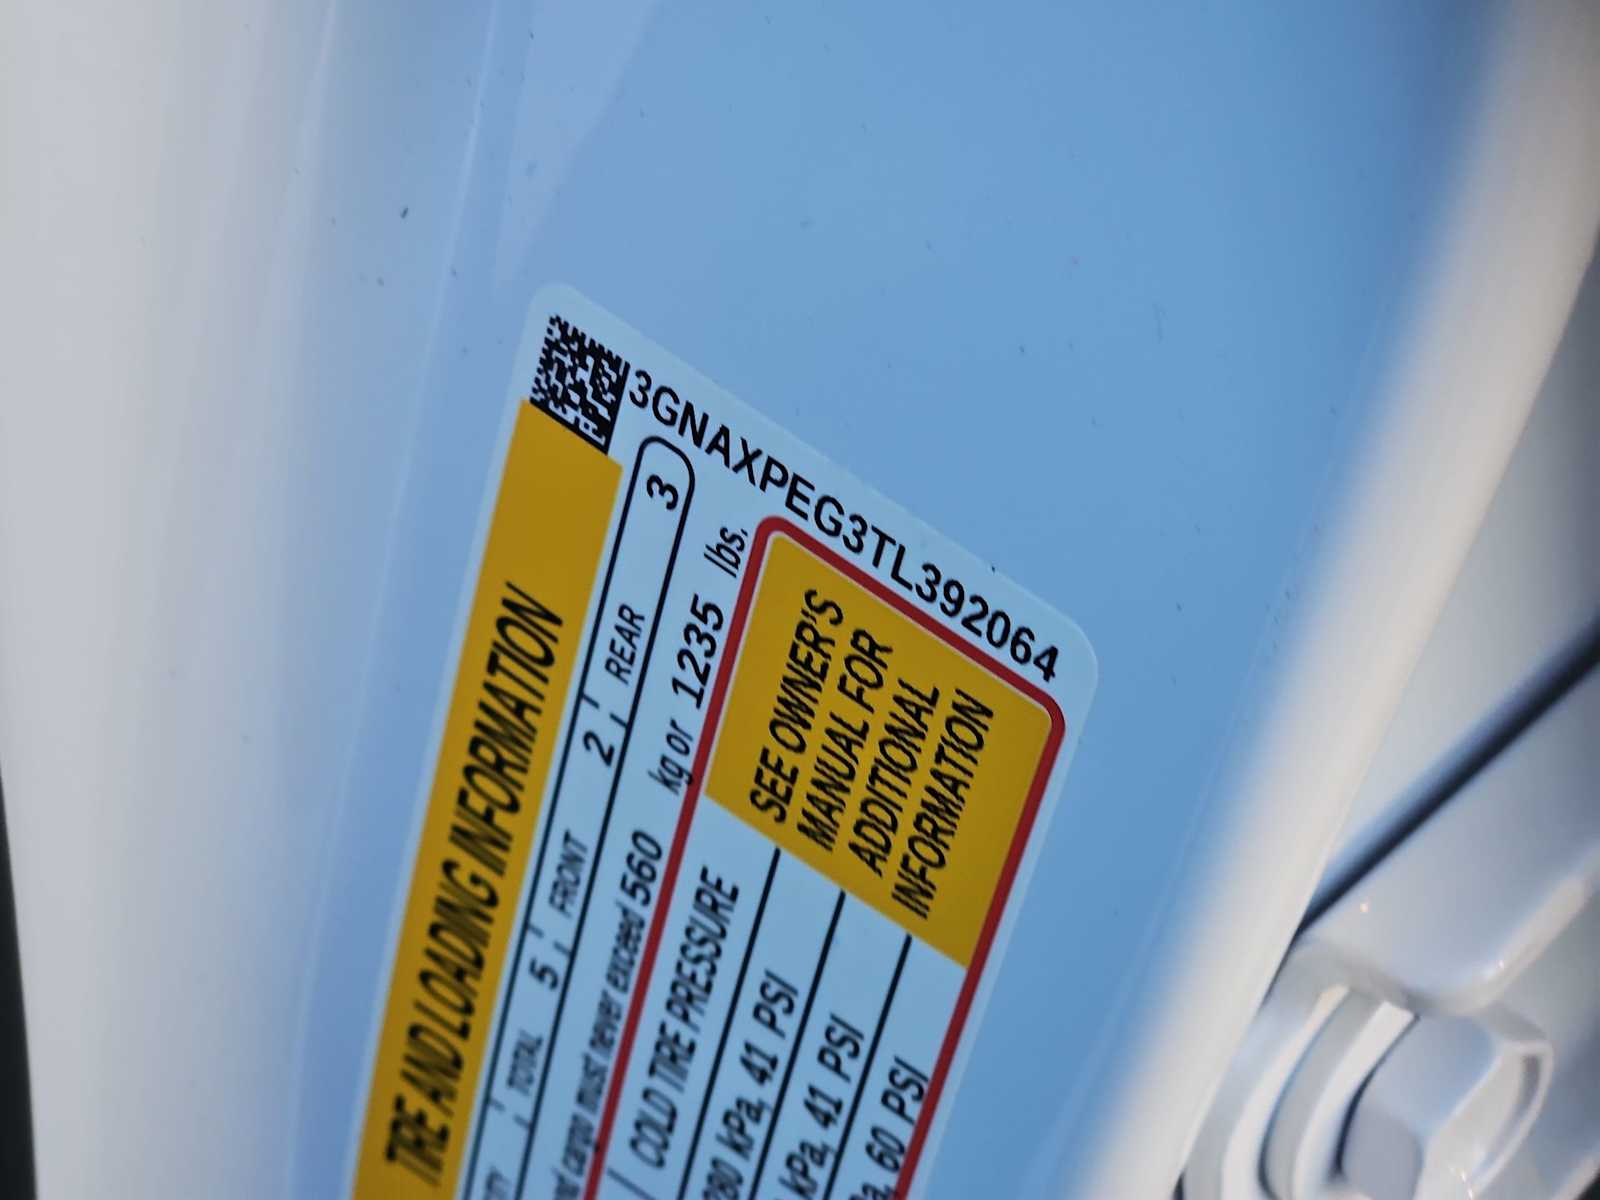 3GNAXPEG3TL392064
TIRE AND LOADING INFORMATION
TOTAL 5 FRONT 2 REAR 3
cargo must never exceed 560 kg or 1235 lbs.
COLD TIRE PRESSURE
280 kPa, 41 PSI
kPa, 41 PSI
60 PSI
SEE OWNER'S
MANUAL FOR
ADDITIONAL
INFORMATION